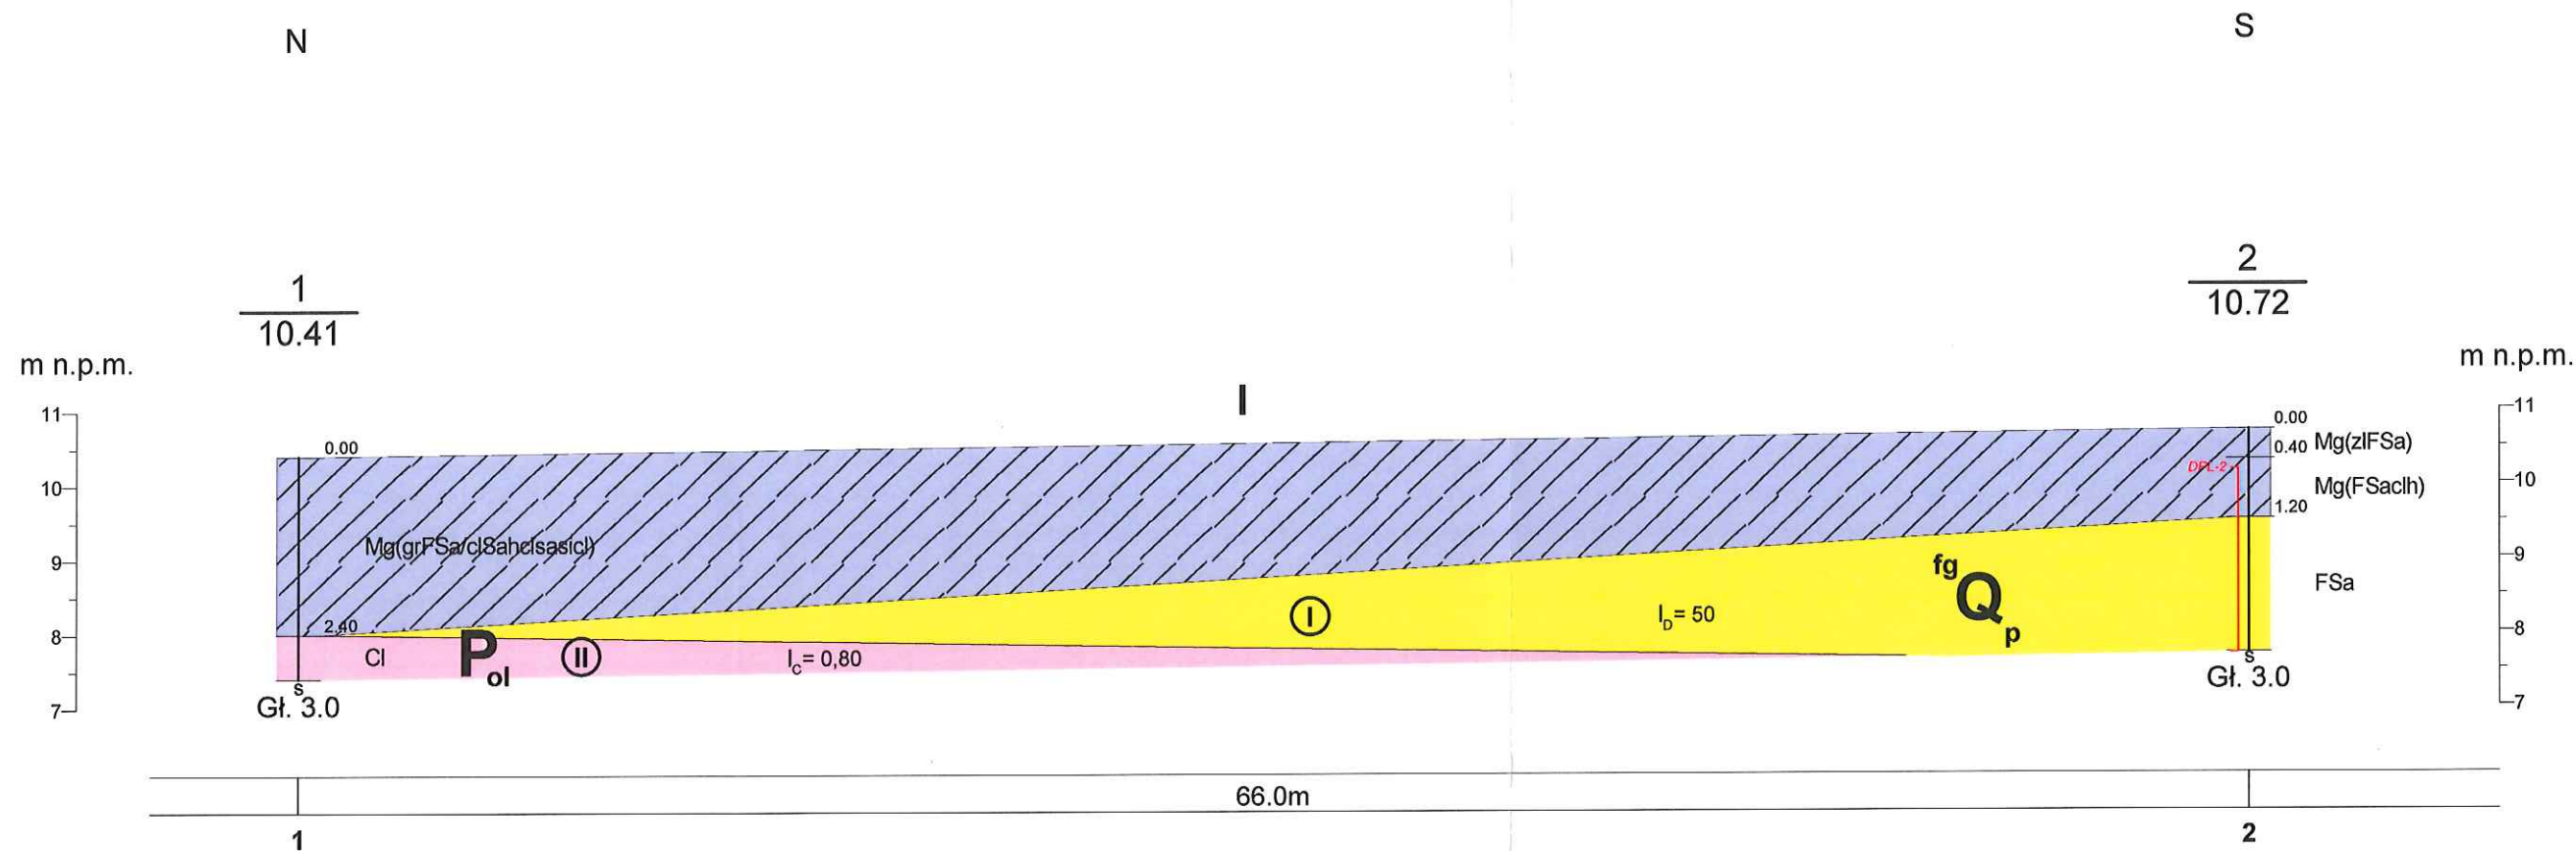 N
S
1
10.41
2
10.72
m n.p.m.
m n.p.m.
I
11
10
9
8
7
0.00
Mg(grFSa/clSahclsasicl)
2,40
Cl
P ol
II
I C = 0,80
I
I D = 50
fg Q p
DPL-2
0.00
0.40 Mg(zlFSa)
Mg(FSaclh)
1.20
FSa
11
10
9
8
7
s
Gł. 3.0
s
Gł. 3.0
66.0m
1
2